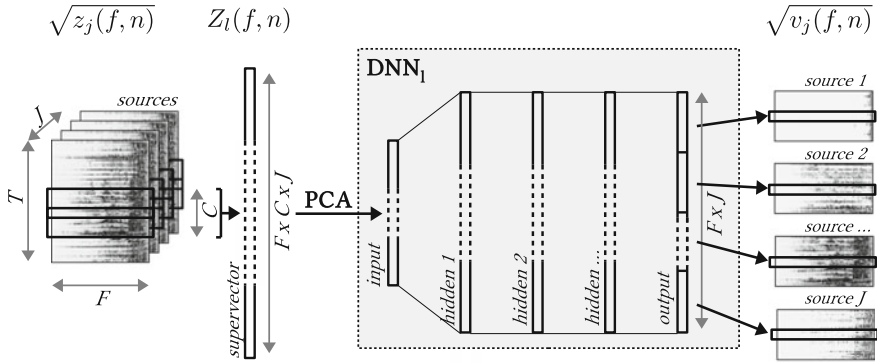 √z_j(f, n)
Z_l(f, n)
√v_j(f, n)
DNN_l
sources
J
T
F
C
supervector
F x C x J
PCA
input
hidden 1
hidden 2
hidden ...
output
F x J
source 1
source 2
source ...
source J